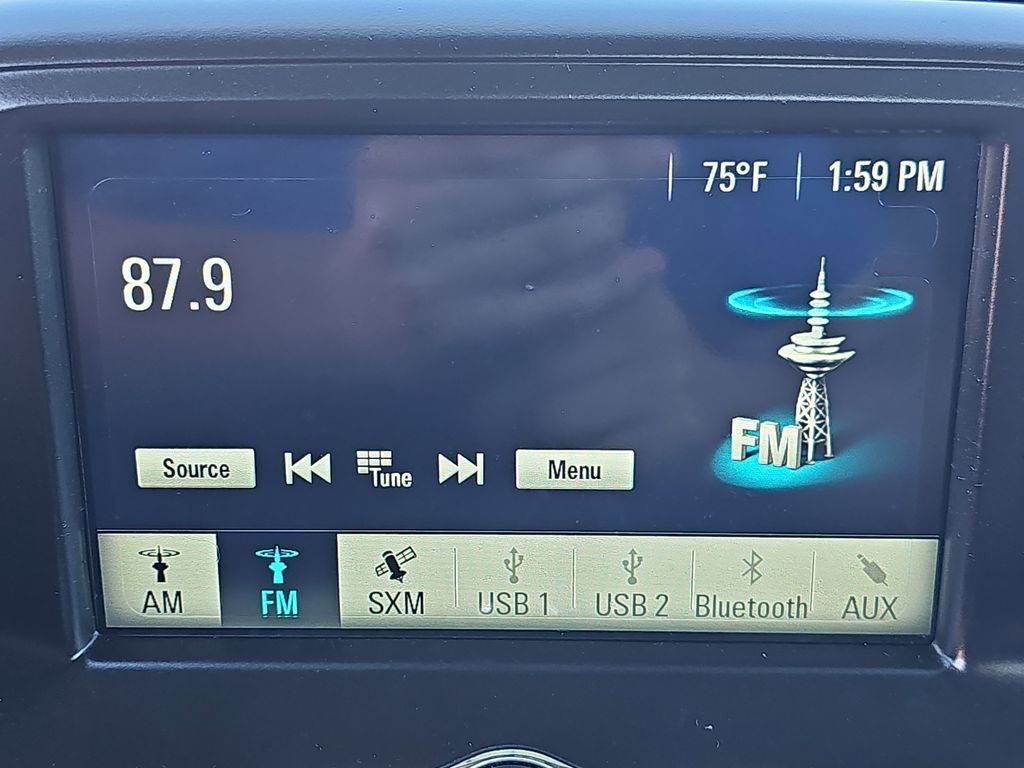 75°F 1:59 PM
87.9
FM
Source Tune Menu
AM FM SXM USB 1 USB 2 Bluetooth AUX